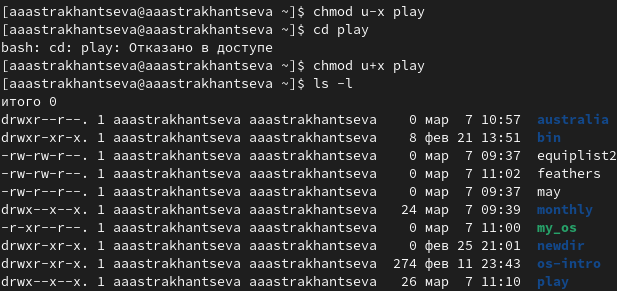 [aaastrakhantseva@aaastrakhantseva ~]$ chmod u-x play
[aaastrakhantseva@aaastrakhantseva ~]$ cd play
bash: cd: play: Отказано в доступе
[aaastrakhantseva@aaastrakhantseva ~]$ chmod u+x play
[aaastrakhantseva@aaastrakhantseva ~]$ ls -l
итого 0
drwxr--r--. 1 aaastrakhantseva aaastrakhantseva   0 мар  7 10:57 australia
drwxr-xr-x. 1 aaastrakhantseva aaastrakhantseva   8 фев 21 13:51 bin
-rw-rw-r--. 1 aaastrakhantseva aaastrakhantseva   0 мар  7 09:37 equiplist2
-rw-rw-r--. 1 aaastrakhantseva aaastrakhantseva   0 мар  7 11:02 feathers
-rw-r--r--. 1 aaastrakhantseva aaastrakhantseva   0 мар  7 09:37 may
drwx--x--x. 1 aaastrakhantseva aaastrakhantseva  24 мар  7 09:39 monthly
-r-xr--r--. 1 aaastrakhantseva aaastrakhantseva   0 мар  7 11:00 my_os
drwxr-xr-x. 1 aaastrakhantseva aaastrakhantseva   0 фев 25 21:01 newdir
drwxr-xr-x. 1 aaastrakhantseva aaastrakhantseva 274 фев 11 23:43 os-intro
drwx--x--x. 1 aaastrakhantseva aaastrakhantseva  26 мар  7 11:10 play